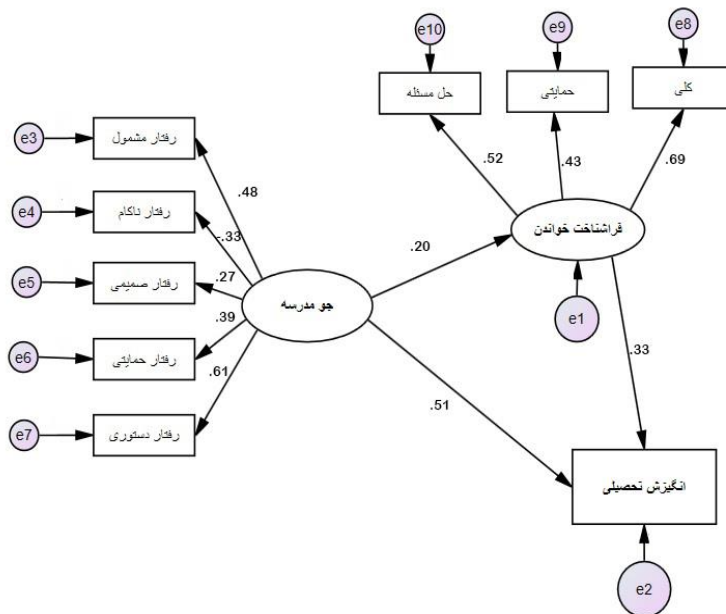 e10
e9
e8
حل مسئله
حمایتی
کلی
e3
رفتار مشمول
.52
.43
.69
.48
e4
رفتار ناکام
-.33
فراشناخت خواندن
.20
e5
رفتار صمیمی
.27
جو مدرسه
e1
.39
e6
رفتار حمایتی
.33
.61
.51
e7
رفتار دستوری
انگیزش تحصیلی
e2